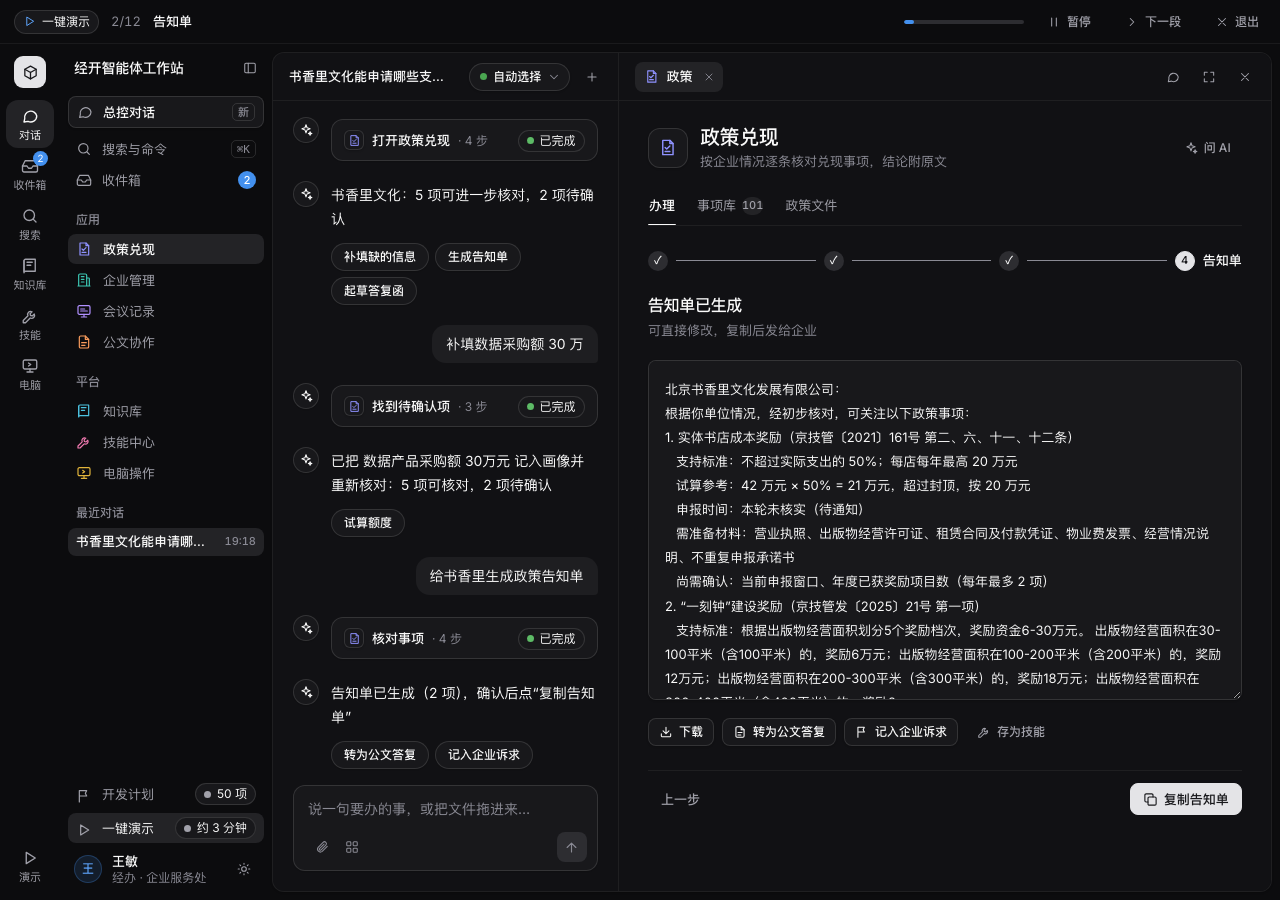 一键演示
2/12 告知单
暂停
下一段
退出
对话
2
收件箱
搜索
知识库
技能
电脑
演示
经开智能体工作站
总控对话 新
搜索与命令 ⌘K
收件箱 2
应用
政策兑现
企业管理
会议记录
公文协作
平台
知识库
技能中心
电脑操作
最近对话
书香里文化能申请哪... 19:18
开发计划 50 项
一键演示 约 3 分钟
王
王敏
经办 · 企业服务处
书香里文化能申请哪些支...
自动选择
打开政策兑现 · 4 步 已完成
书香里文化：5 项可进一步核对，2 项待确
认
补填缺的信息 生成告知单
起草答复函
补填数据采购额 30 万
找到待确认项 · 3 步 已完成
已把 数据产品采购额 30万元 记入画像并
重新核对：5 项可核对，2 项待确认
试算额度
给书香里生成政策告知单
核对事项 · 4 步 已完成
告知单已生成（2 项），确认后点“复制告知
单”
转为公文答复 记入企业诉求
说一句要办的事，或把文件拖进来...
政策
政策兑现
按企业情况逐条核对兑现事项，结论附原文
问 AI
办理 事项库 101 政策文件
4 告知单
告知单已生成
可直接修改，复制后发给企业
北京书香里文化发展有限公司：
根据你单位情况，经初步核对，可关注以下政策事项：
1. 实体书店成本奖励（京技管〔2021〕161号 第二、六、十一、十二条）
支持标准：不超过实际支出的 50%；每店每年最高 20 万元
试算参考：42 万元 × 50% = 21 万元，超过封顶，按 20 万元
申报时间：本轮未核实（待通知）
需准备材料：营业执照、出版物经营许可证、租赁合同及付款凭证、物业费发票、经营情况说
明、不重复申报承诺书
尚需确认：当前申报窗口、年度已获奖励项目数（每年最多 2 项）
2. “一刻钟”建设奖励（京技管发〔2025〕21号 第一项）
支持标准：根据出版物经营面积划分5个奖励档次，奖励资金6-30万元。 出版物经营面积在30-
100平米（含100平米）的，奖励6万元；出版物经营面积在100-200平米（含200平米）的，奖励
12万元；出版物经营面积在200-300平米（含300平米）的，奖励18万元；出版物经营面积在
下载 转为公文答复 记入企业诉求 存为技能
上一步
复制告知单